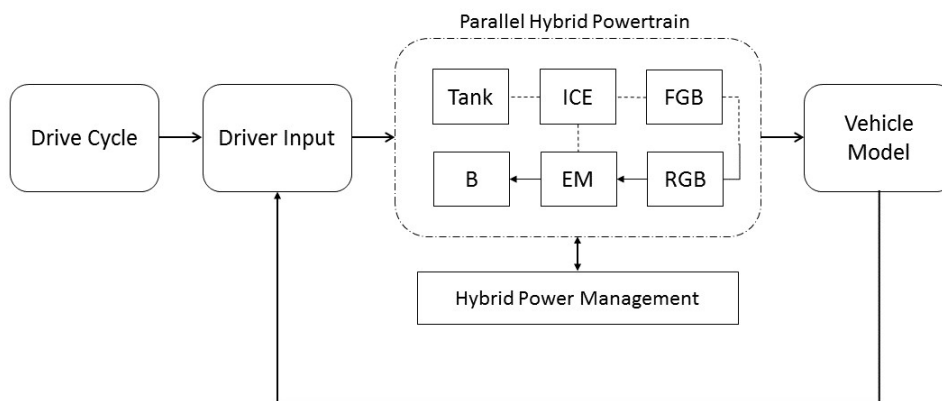 Parallel Hybrid Powertrain
Drive Cycle
Driver Input
Tank
ICE
FGB
B
EM
RGB
Vehicle
Model
Hybrid Power Management